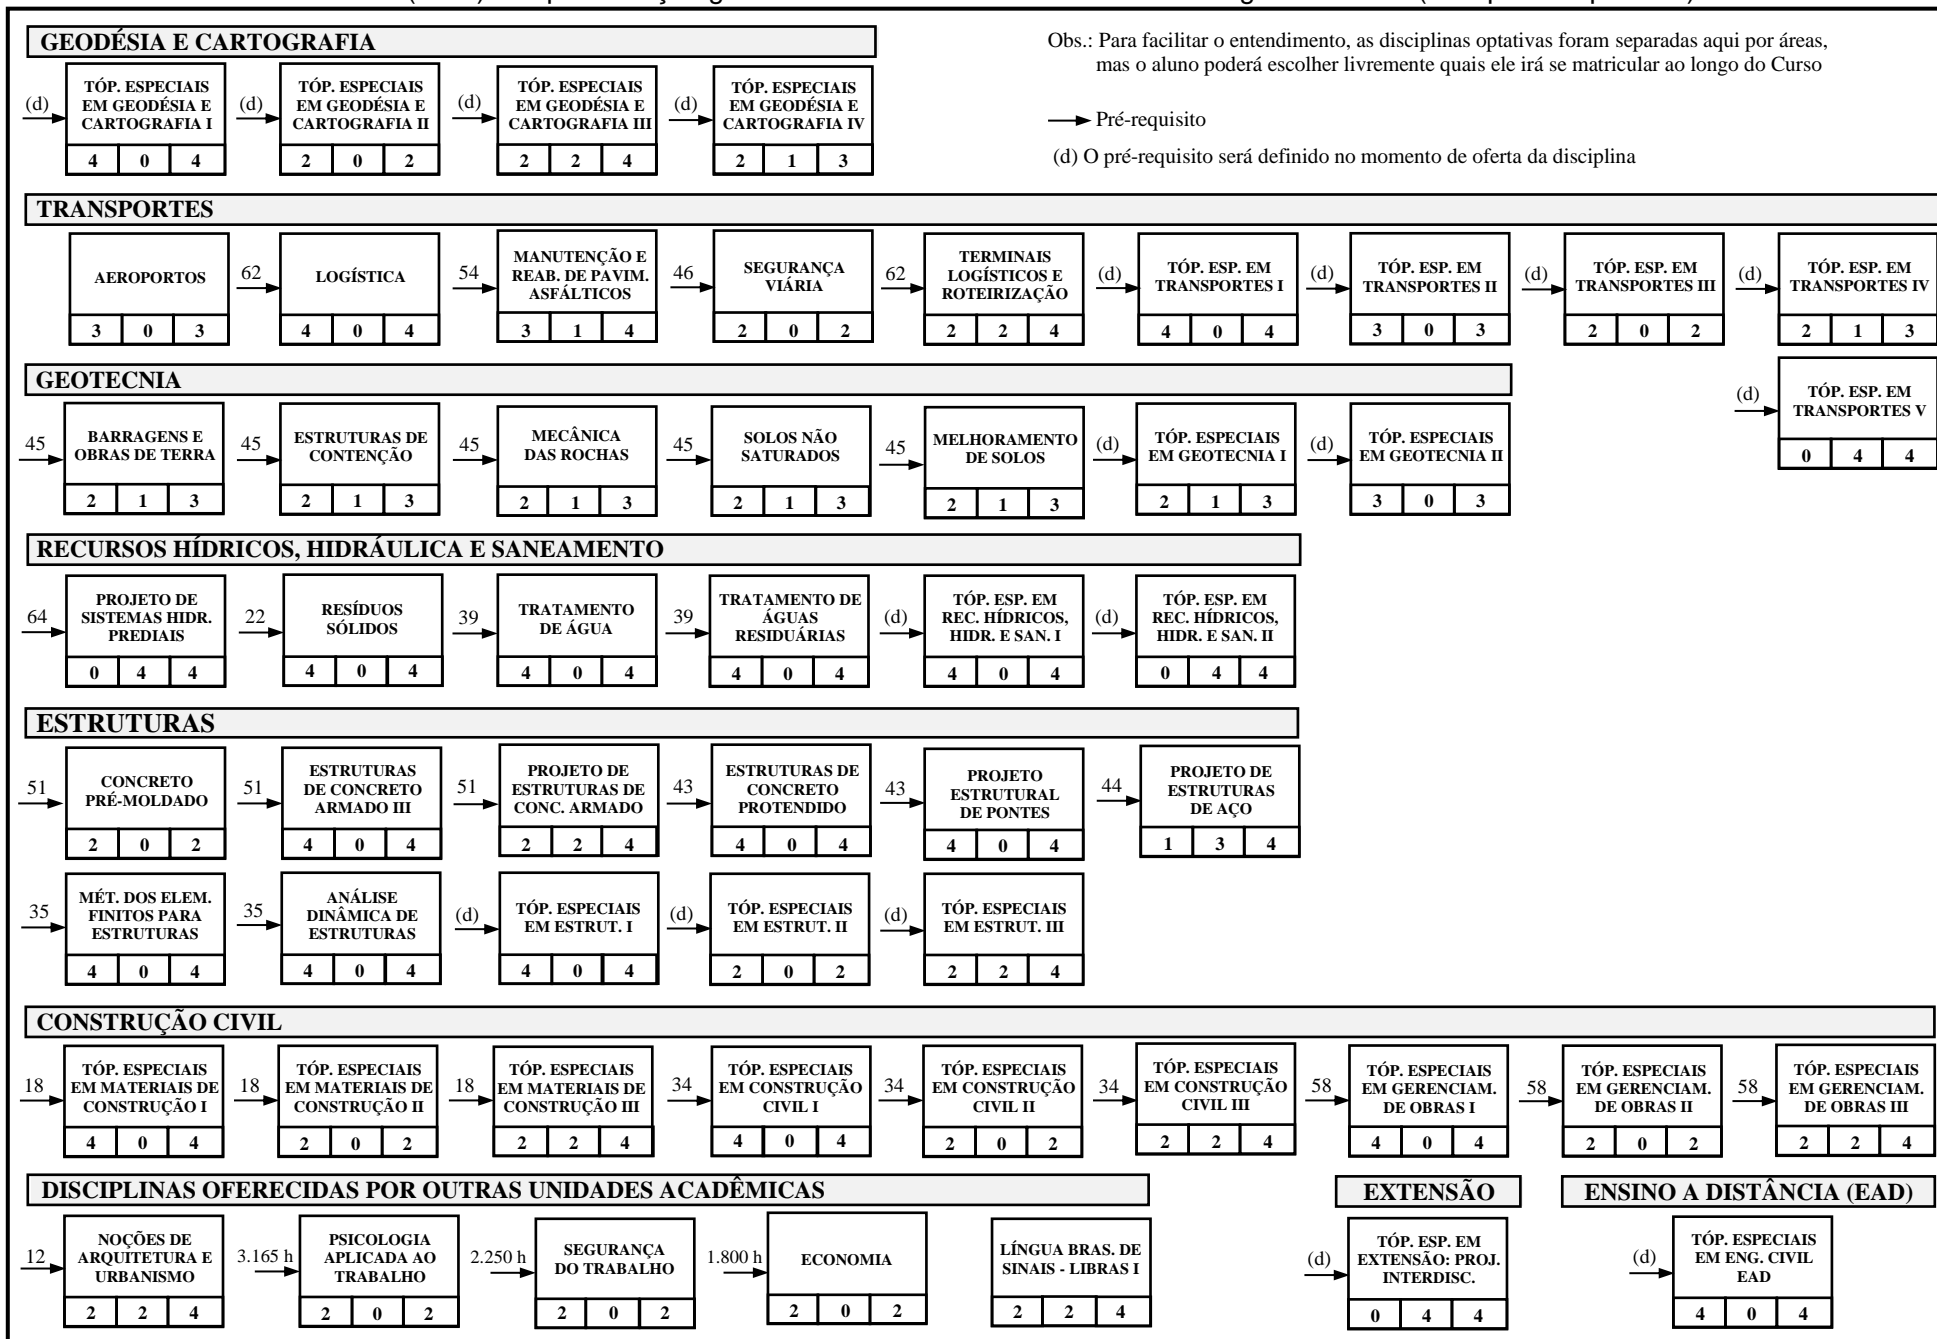 GEODÉSIA E CARTOGRAFIA
Obs.: Para facilitar o entendimento, as disciplinas optativas foram separadas aqui por áreas,
mas o aluno poderá escolher livremente quais ele irá se matricular ao longo do Curso
Pré-requisito
(d) O pré-requisito será definido no momento de oferta da disciplina
(d)
TÓP. ESPECIAIS
EM GEODÉSIA E
CARTOGRAFIA I
4 0 4
(d)
TÓP. ESPECIAIS
EM GEODÉSIA E
CARTOGRAFIA II
2 0 2
(d)
TÓP. ESPECIAIS
EM GEODÉSIA E
CARTOGRAFIA III
2 2 4
(d)
TÓP. ESPECIAIS
EM GEODÉSIA E
CARTOGRAFIA IV
2 1 3
TRANSPORTES
AEROPORTOS
3 0 3
62
LOGÍSTICA
4 0 4
54
MANUTENÇÃO E
REAB. DE PAVIM.
ASFÁLTICOS
3 1 4
46
SEGURANÇA
VIÁRIA
2 0 2
62
TERMINAIS
LOGÍSTICOS E
ROTEIRIZAÇÃO
2 2 4
(d)
TÓP. ESP. EM
TRANSPORTES I
4 0 4
(d)
TÓP. ESP. EM
TRANSPORTES II
3 0 3
(d)
TÓP. ESP. EM
TRANSPORTES III
2 0 2
(d)
TÓP. ESP. EM
TRANSPORTES IV
2 1 3
(d)
TÓP. ESP. EM
TRANSPORTES V
0 4 4
GEOTECNIA
45
BARRAGENS E
OBRAS DE TERRA
2 1 3
45
ESTRUTURAS DE
CONTENÇÃO
2 1 3
45
MECÂNICA
DAS ROCHAS
2 1 3
45
SOLOS NÃO
SATURADOS
2 1 3
45
MELHORAMENTO
DE SOLOS
2 1 3
(d)
TÓP. ESPECIAIS
EM GEOTECNIA I
2 1 3
(d)
TÓP. ESPECIAIS
EM GEOTECNIA II
3 0 3
RECURSOS HÍDRICOS, HIDRÁULICA E SANEAMENTO
64
PROJETO DE
SISTEMAS HIDR.
PREDIAIS
0 4 4
22
RESÍDUOS
SÓLIDOS
4 0 4
39
TRATAMENTO
DE ÁGUA
4 0 4
39
TRATAMENTO DE
ÁGUAS
RESIDUÁRIAS
4 0 4
(d)
TÓP. ESP. EM
REC. HÍDRICOS,
HIDR. E SAN. I
4 0 4
(d)
TÓP. ESP. EM
REC. HÍDRICOS,
HIDR. E SAN. II
0 4 4
ESTRUTURAS
51
CONCRETO
PRÉ-MOLDADO
2 0 2
51
ESTRUTURAS
DE CONCRETO
ARMADO III
4 0 4
51
PROJETO DE
ESTRUTURAS DE
CONC. ARMADO
2 2 4
43
ESTRUTURAS DE
CONCRETO
PROTENDIDO
4 0 4
43
PROJETO
ESTRUTURAL
DE PONTES
4 0 4
44
PROJETO DE
ESTRUTURAS
DE AÇO
1 3 4
35
MÉT. DOS ELEM.
FINITOS PARA
ESTRUTURAS
4 0 4
35
ANÁLISE
DINÂMICA DE
ESTRUTURAS
4 0 4
(d)
TÓP. ESPECIAIS
EM ESTRUT. I
4 0 4
(d)
TÓP. ESPECIAIS
EM ESTRUT. II
2 0 2
(d)
TÓP. ESPECIAIS
EM ESTRUT. III
2 2 4
CONSTRUÇÃO CIVIL
18
TÓP. ESPECIAIS
EM MATERIAIS DE
CONSTRUÇÃO I
4 0 4
18
TÓP. ESPECIAIS
EM MATERIAIS DE
CONSTRUÇÃO II
2 0 2
18
TÓP. ESPECIAIS
EM MATERIAIS DE
CONSTRUÇÃO III
2 2 4
34
TÓP. ESPECIAIS
EM CONSTRUÇÃO
CIVIL I
4 0 4
34
TÓP. ESPECIAIS
EM CONSTRUÇÃO
CIVIL II
2 0 2
34
TÓP. ESPECIAIS
EM CONSTRUÇÃO
CIVIL III
2 2 4
58
TÓP. ESPECIAIS
EM GERENCIAM.
DE OBRAS I
4 0 4
58
TÓP. ESPECIAIS
EM GERENCIAM.
DE OBRAS II
2 0 2
58
TÓP. ESPECIAIS
EM GERENCIAM.
DE OBRAS III
2 2 4
DISCIPLINAS OFERECIDAS POR OUTRAS UNIDADES ACADÊMICAS
12
NOÇÕES DE
ARQUITETURA E
URBANISMO
2 2 4
3.165 h
PSICOLOGIA
APLICADA AO
TRABALHO
2 0 2
2.250 h
SEGURANÇA
DO TRABALHO
2 0 2
1.800 h
ECONOMIA
2 0 2
LÍNGUA BRAS. DE
SINAIS - LIBRAS I
2 2 4
EXTENSÃO
(d)
TÓP. ESP. EM
EXTENSÃO: PROJ.
INTERDISC.
0 4 4
ENSINO A DISTÂNCIA (EAD)
(d)
TÓP. ESPECIAIS
EM ENG. CIVIL
EAD
4 0 4